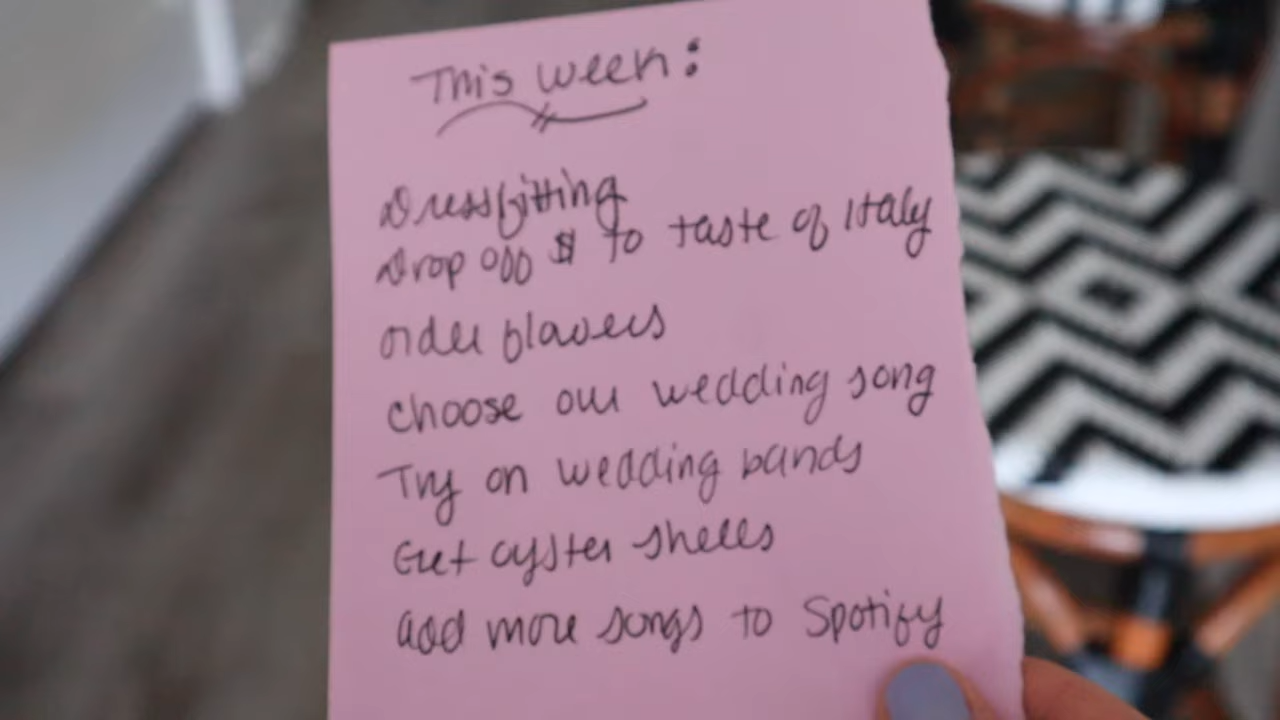 This week:
Dress fitting
Drop off $ to taste of Italy
order flowers
choose our wedding song
Try on wedding bands
Get oyster shells
add more songs to Spotify